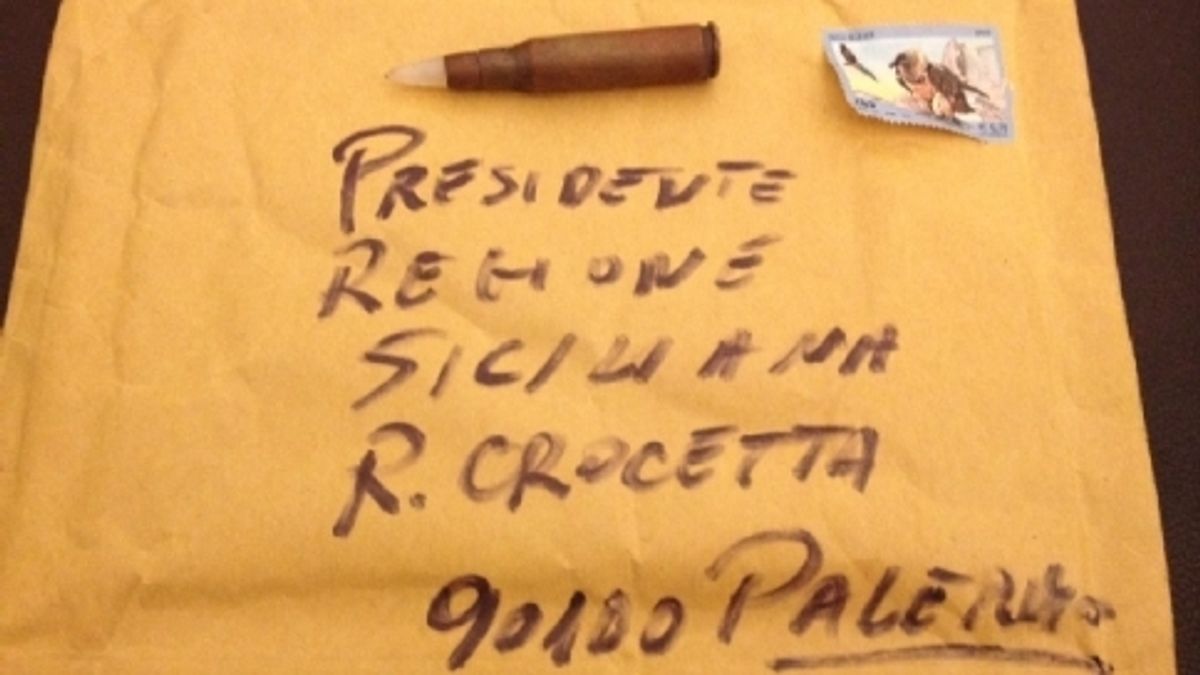 PRESIDENTE
REGIONE
SICILIANA
R. CROCETTA
90100 PALERMO